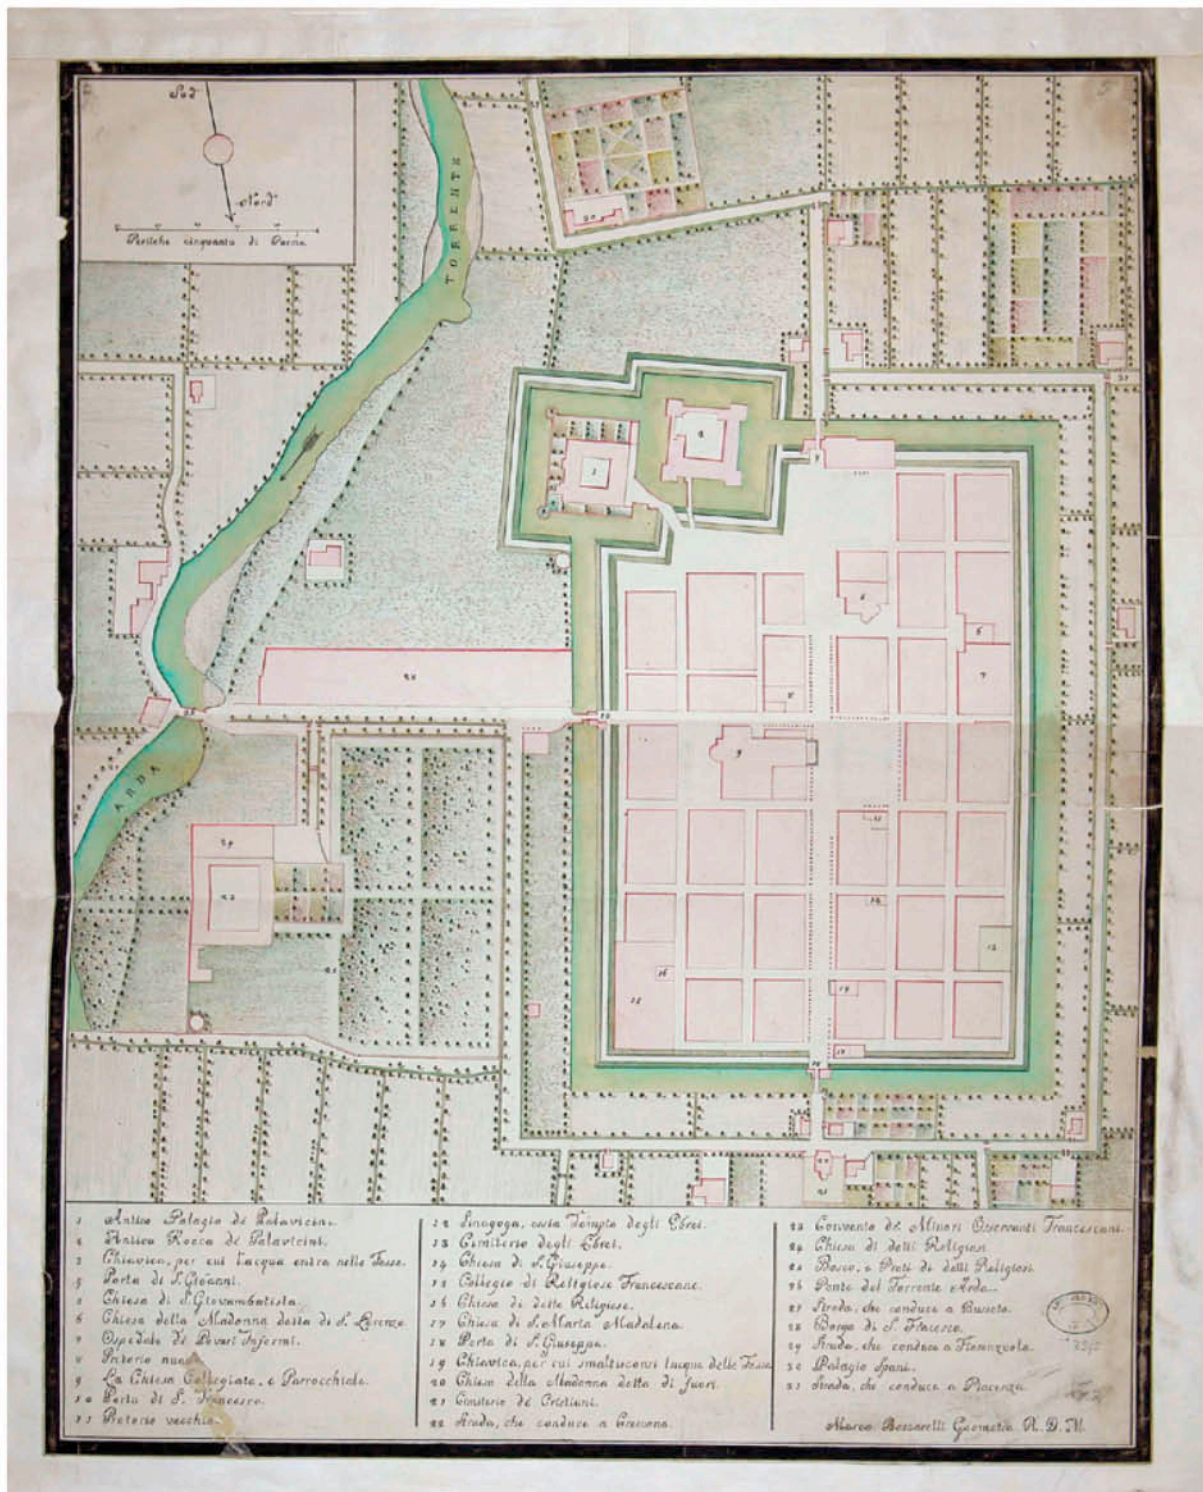 Sud
Nord
Pertiche cinquanta di Parma
TORRENTE
ARDA
1 Antico Palagio de Palavicini.
2 Antica Rocca de Palavicini.
3 Chiavica, per cui l'acqua entra nelle Fosse.
Porta di S. Giovanni.
Chiesa di S. Giovambatista.
6 Chiesa della Madonna detta di S. Lorenzo.
7 Ospedale de Poveri Infermi.
Pretorio
9 La Chiesa Collegiata, e Parrocchiale.
10 Porta di S. Francesco.
11 Pretorio vecchio.
12 Sinagoga, ossia Tempio degli Ebrei.
13 Cimiterio degli Ebrei.
14 Chiesa di S. Giuseppe.
15 Collegio di Religiose Francescane.
16 Chiesa di dette Religiose.
17 Chiesa di S. Maria Madalena.
18 Porta di S. Giuseppe.
19 Chiavica, per cui smaltisconsi l'acque delle Fosse
20 Chiesa della Madonna detta di fuori.
21 Cimiterio de Cristiani.
22 Strada, che conduce a Cremona.
23 Convento de Minori Osservanti Francescani.
24 Chiesa di detti Religiosi.
25 Bosco, e Prati di detti Religiosi
26 Ponte del Torrente Arda.
27 Strada, che conduce a Busseto.
28 Borgo di S. Francesco.
29 Strada, che conduce a Fiorenzuola.
30 Palagio Spani.
31 Strada, che conduce a Piacenza
Marco Geometra A. D. M.